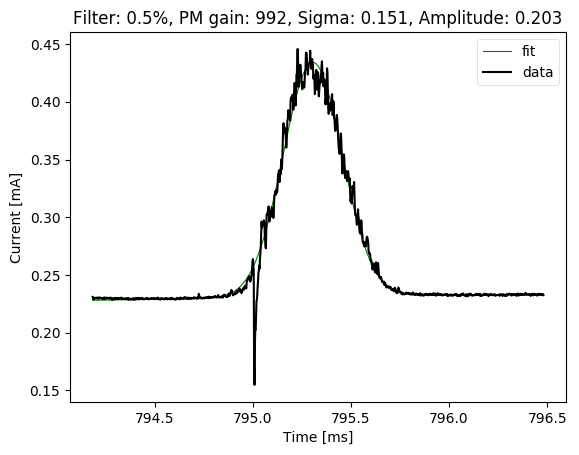 Filter: 0.5%, PM gain: 992, Sigma: 0.151, Amplitude: 0.203
fit
data
0.45
0.40
0.35
0.30
0.25
0.20
0.15
Current [mA]
794.5 795.0 795.5 796.0 796.5
Time [ms]